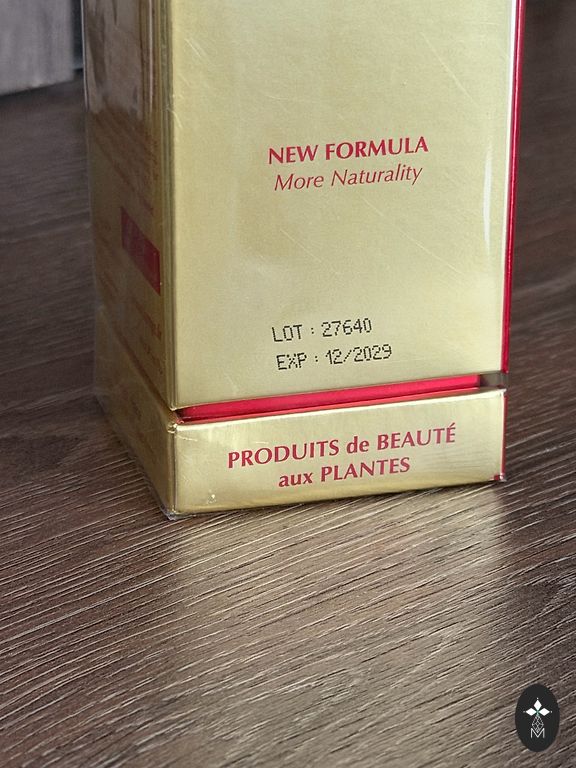 NEW FORMULA
More Naturality
LOT : 27640
EXP : 12/2029
PRODUITS de BEAUTÉ
aux PLANTES
M